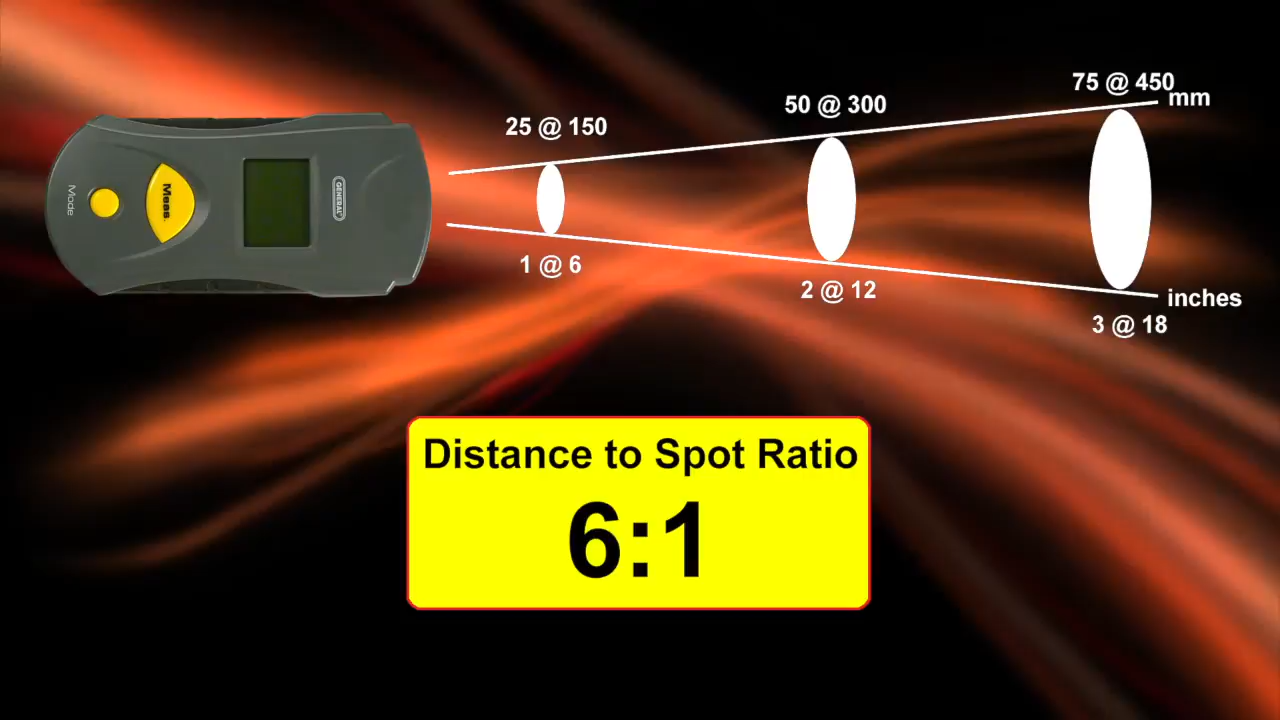 75 @ 450
mm
50 @ 300
25 @ 150
Mode
Meas.
GENERAL
1 @ 6
2 @ 12
inches
3 @ 18
Distance to Spot Ratio
6:1